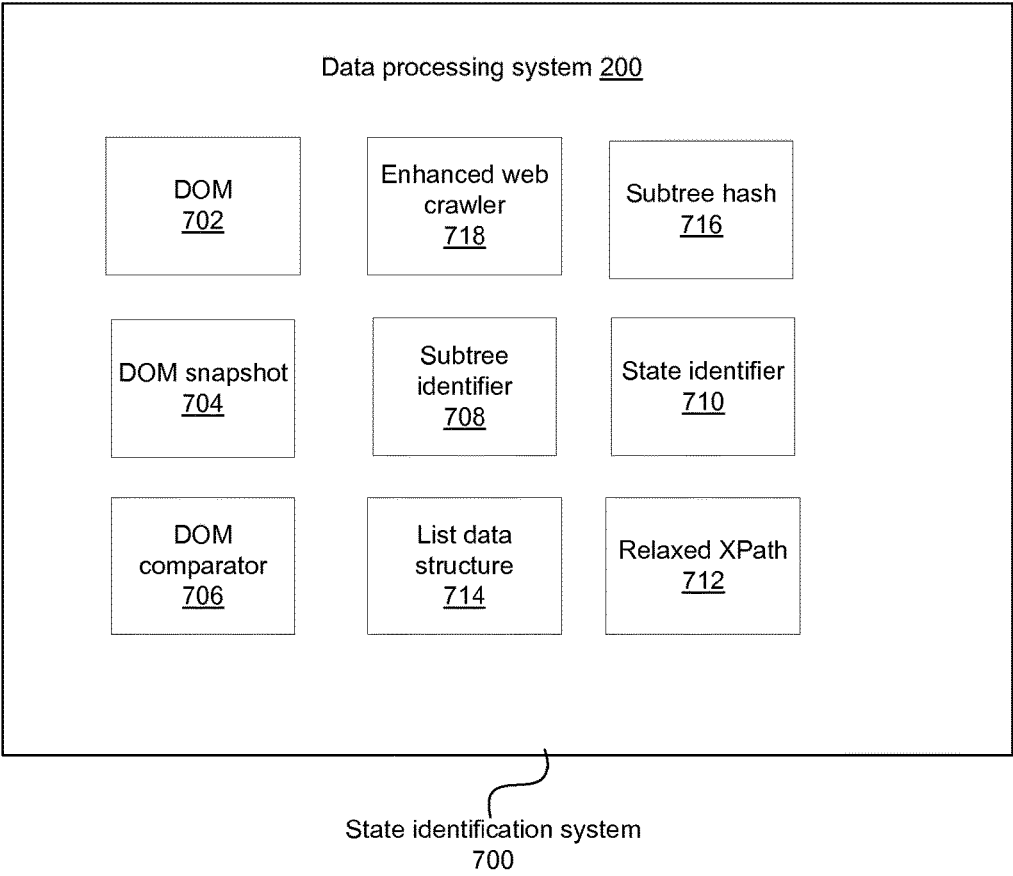 Data processing system 200
DOM
702
Enhanced web
crawler
718
Subtree hash
716
DOM snapshot
704
Subtree
identifier
708
State identifier
710
DOM
comparator
706
List data
structure
714
Relaxed XPath
712
State identification system
700